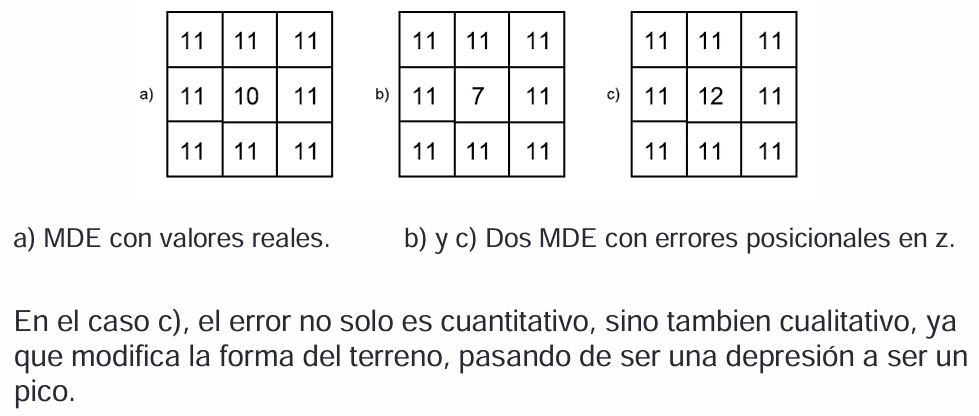 11 11 11 11 11 11 11 11 11
a) 11 10 11 b) 11 7 11 c) 11 12 11
11 11 11 11 11 11 11 11 11
a) MDE con valores reales. b) y c) Dos MDE con errores posicionales en z.
En el caso c), el error no solo es cuantitativo, sino tambien cualitativo, ya
que modifica la forma del terreno, pasando de ser una depresión a ser un
pico.